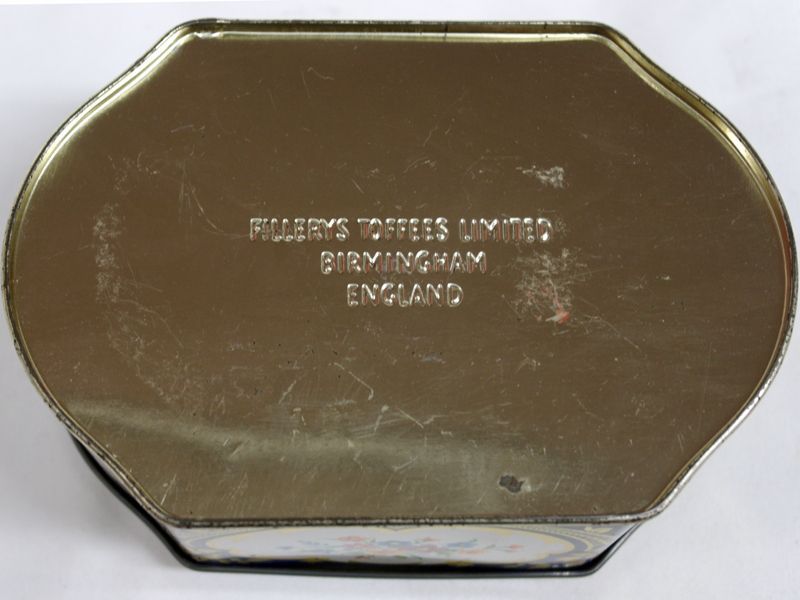 FILLERYS TOFFEES LIMITED
BIRMINGHAM
ENGLAND